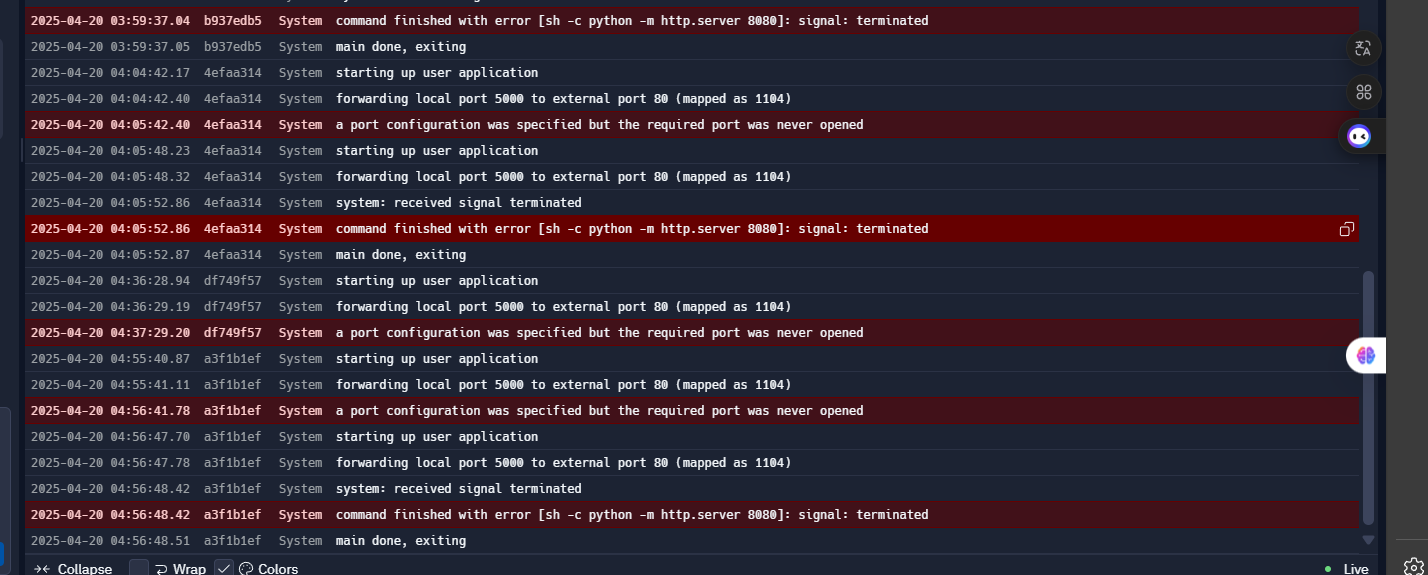 2025-04-20 03:59:37.04 b937edb5 System command finished with error [sh -c python -m http.server 8080]: signal: terminated
2025-04-20 03:59:37.05 b937edb5 System main done, exiting
2025-04-20 04:04:42.17 4efaa314 System starting up user application
2025-04-20 04:04:42.40 4efaa314 System forwarding local port 5000 to external port 80 (mapped as 1104)
2025-04-20 04:05:42.40 4efaa314 System a port configuration was specified but the required port was never opened
2025-04-20 04:05:48.23 4efaa314 System starting up user application
2025-04-20 04:05:48.32 4efaa314 System forwarding local port 5000 to external port 80 (mapped as 1104)
2025-04-20 04:05:52.86 4efaa314 System system: received signal terminated
2025-04-20 04:05:52.86 4efaa314 System command finished with error [sh -c python -m http.server 8080]: signal: terminated
2025-04-20 04:05:52.87 4efaa314 System main done, exiting
2025-04-20 04:36:28.94 df749f57 System starting up user application
2025-04-20 04:36:29.19 df749f57 System forwarding local port 5000 to external port 80 (mapped as 1104)
2025-04-20 04:37:29.20 df749f57 System a port configuration was specified but the required port was never opened
2025-04-20 04:55:40.87 a3f1b1ef System starting up user application
2025-04-20 04:55:41.11 a3f1b1ef System forwarding local port 5000 to external port 80 (mapped as 1104)
2025-04-20 04:56:41.78 a3f1b1ef System a port configuration was specified but the required port was never opened
2025-04-20 04:56:47.70 a3f1b1ef System starting up user application
2025-04-20 04:56:47.78 a3f1b1ef System forwarding local port 5000 to external port 80 (mapped as 1104)
2025-04-20 04:56:48.42 a3f1b1ef System system: received signal terminated
2025-04-20 04:56:48.42 a3f1b1ef System command finished with error [sh -c python -m http.server 8080]: signal: terminated
2025-04-20 04:56:48.51 a3f1b1ef System main done, exiting
Collapse Wrap Colors Live